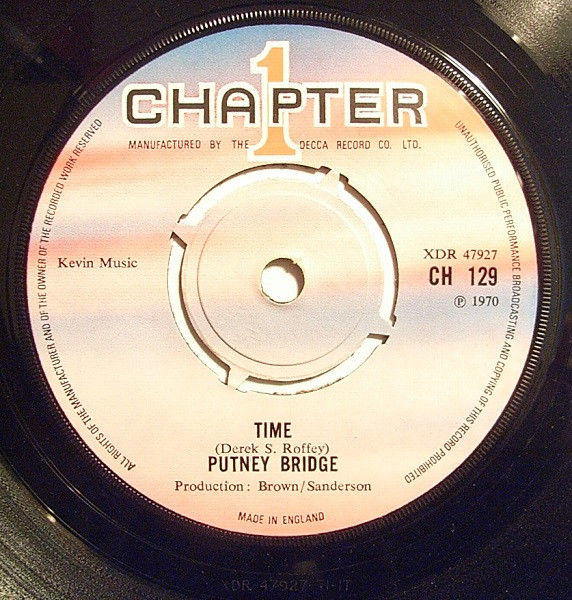 CHAPTER 1
MANUFACTURED BY THE DECCA RECORD CO. LTD.
ALL RIGHTS OF THE MANUFACTURER AND OF THE OWNER OF THE RECORDED WORK RESERVED
UNAUTHORISED PUBLIC PERFORMANCE BROADCASTING AND COPYING OF THIS RECORD PROHIBITED
Kevin Music
XDR 47927
CH 129
Ⓟ 1970
TIME
(Derek S. Roffey)
PUTNEY BRIDGE
Production : Brown/Sanderson
MADE IN ENGLAND